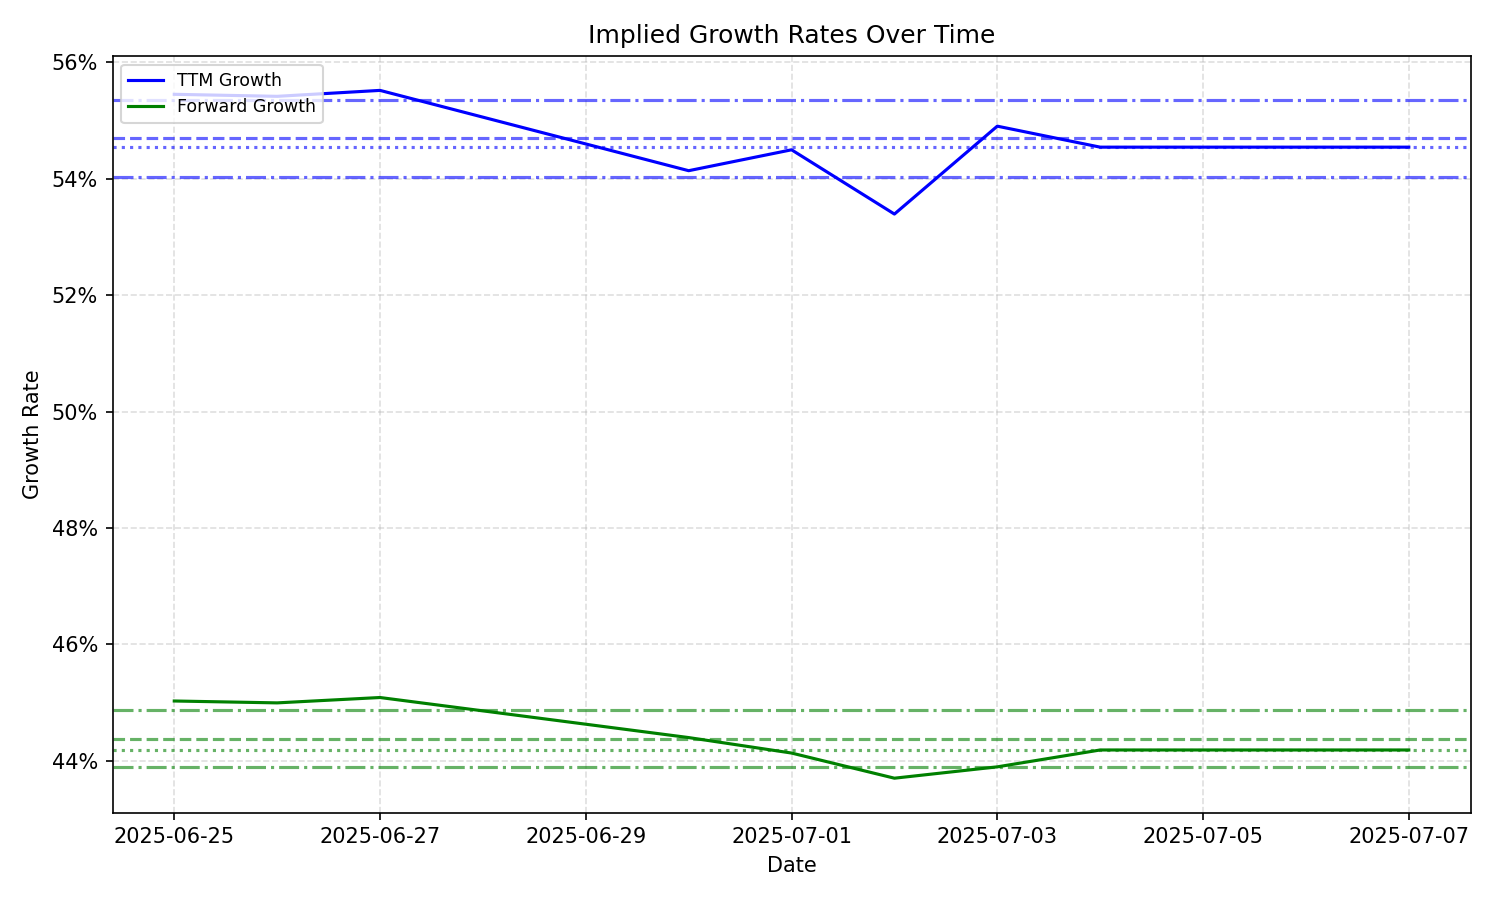 Implied Growth Rates Over Time
TTM Growth
Forward Growth
56%
54%
52%
50%
48%
46%
44%
Growth Rate
2025-06-25
2025-06-27
2025-06-29
2025-07-01
2025-07-03
2025-07-05
2025-07-07
Date